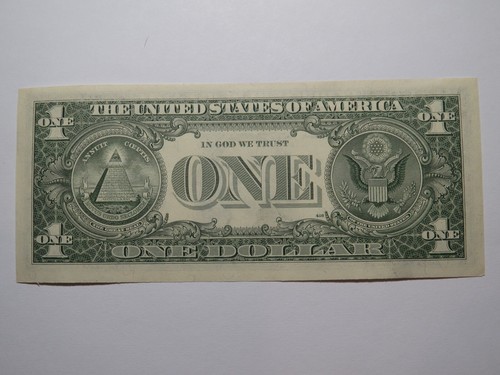 THE UNITED STATES OF AMERICA
1
ONE
1
ONE
ANNUIT COEPTIS
IN GOD WE TRUST
ONE
1
ONE
1
ONE
ONE DOLLAR